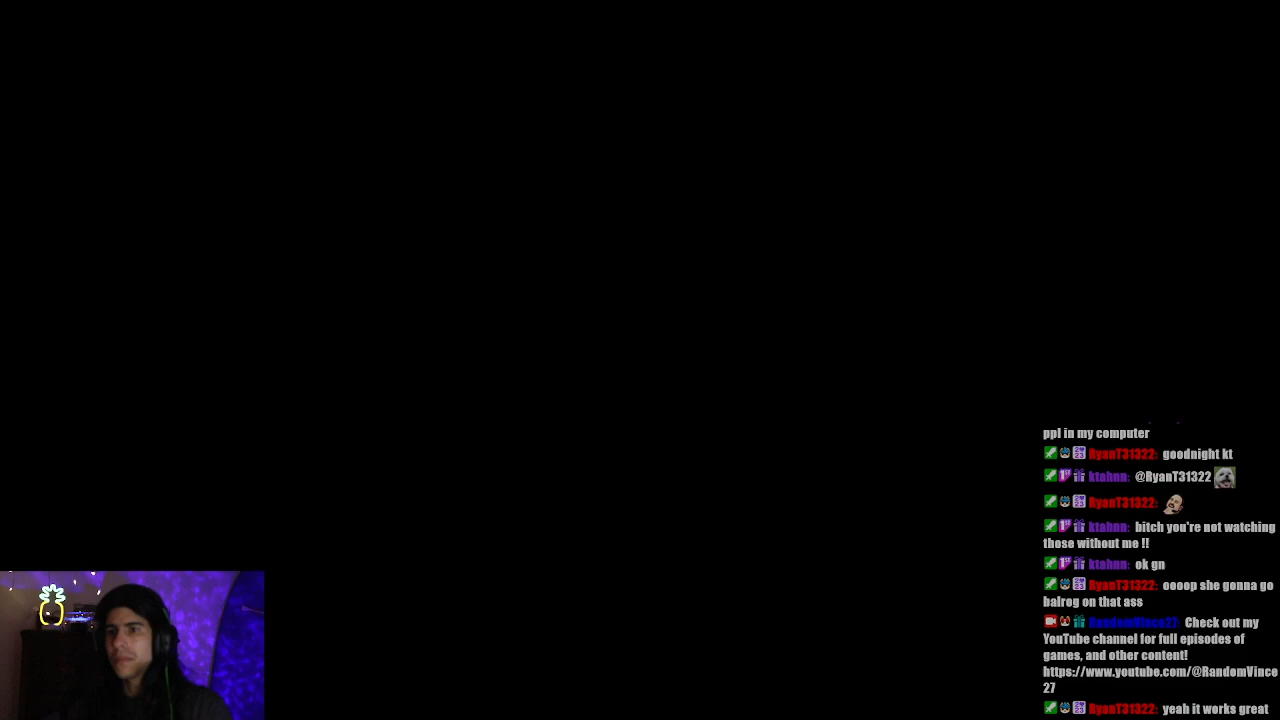 ppl in my computer
RyanT31322: goodnight kt
ktahnn: @RyanT31322
RyanT31322:
ktahnn: bitch you're not watching
those without me !!
ktahnn: ok gn
RyanT31322: oooop she gonna go
balrog on that ass
RandomVince27: Check out my
YouTube channel for full episodes of
games, and other content!
https://www.youtube.com/@RandomVince
27
RyanT31322: yeah it works great